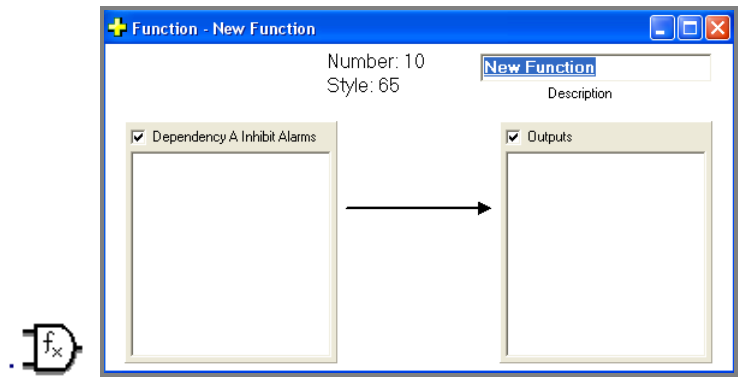 Function - New Function
Number: 10
Style: 65
New Function
Description
Dependency A Inhibit Alarms
Outputs
fx